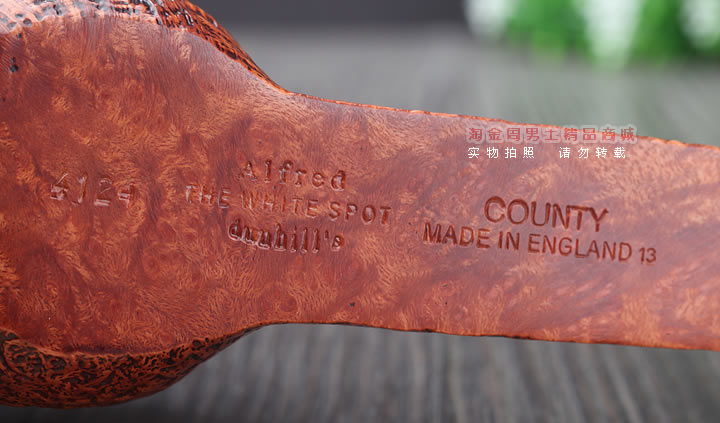 淘金周男士精品商城
实物拍照 请勿转载
4124
Alfred
THE WHITE SPOT
dunhill's
COUNTY
MADE IN ENGLAND 13